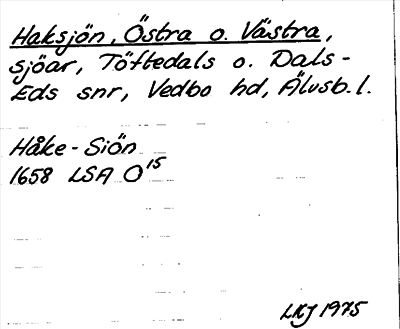 Haksjön, Östra o. Västra,
sjöar, Töftedals o. Dals-
Eds snr, Vedbo hd, Älvsb. l.
Håke-Siön
1658 LSA O15
LKJ 1975